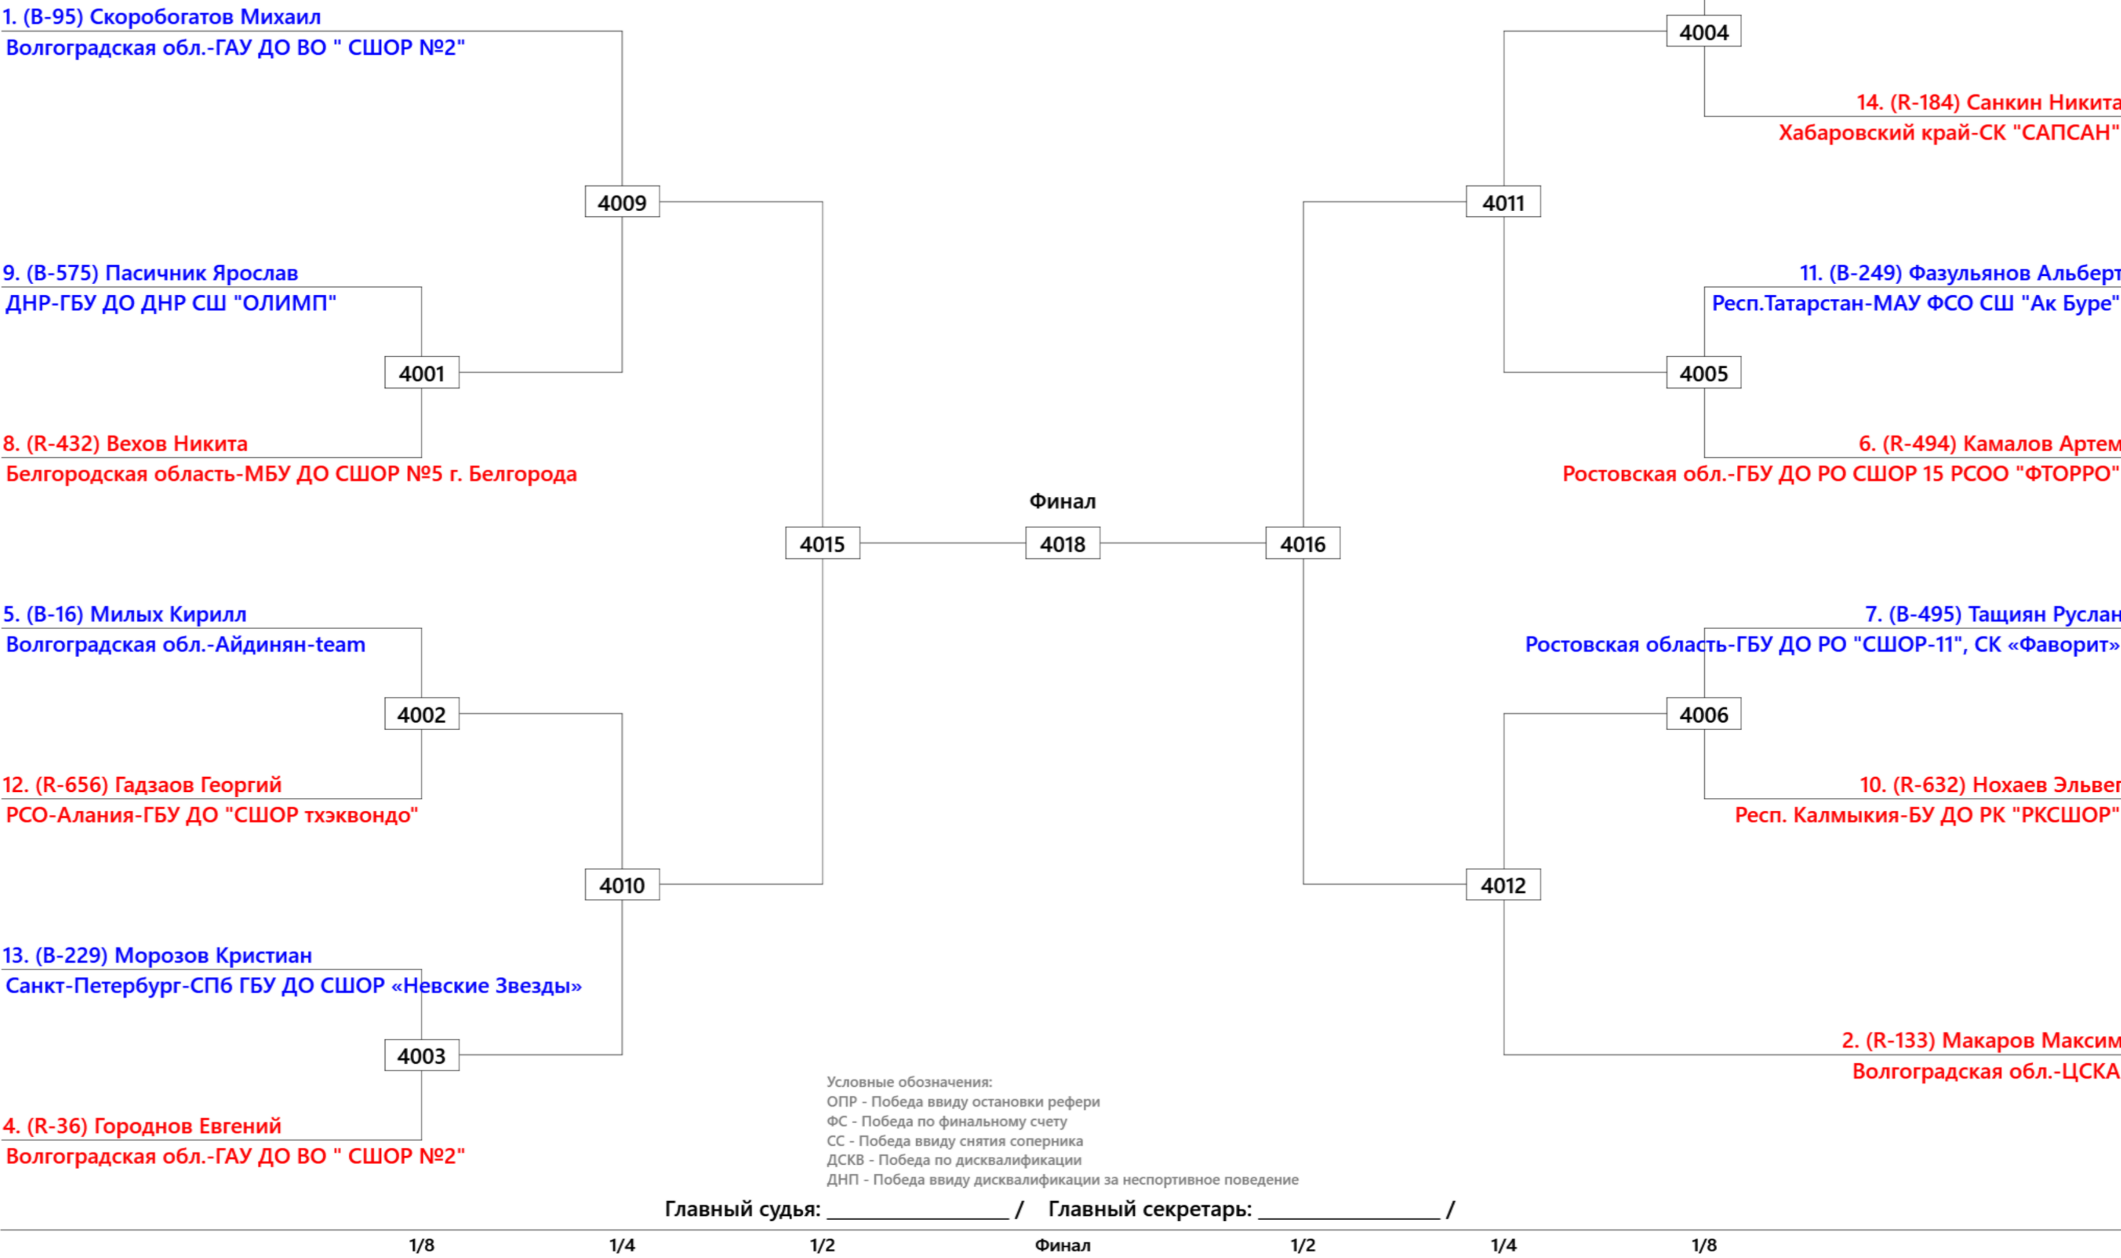 1. (B-95) Скоробогатов Михаил
Волгоградская обл.-ГАУ ДО ВО " СШОР №2"
4004
14. (R-184) Санкин Никита
Хабаровский край-СК "САПСАН"
4009
4011
9. (B-575) Пасичник Ярослав
ДНР-ГБУ ДО ДНР СШ "ОЛИМП"
11. (B-249) Фазульянов Альберт
Респ.Татарстан-МАУ ФСО СШ "Ак Буре"
4001
4005
8. (R-432) Вехов Никита
Белгородская область-МБУ ДО СШОР №5 г. Белгорода
6. (R-494) Камалов Артем
Ростовская обл.-ГБУ ДО РО СШОР 15 РСОО "ФТОРРО"
Финал
4015
4018
4016
5. (B-16) Милых Кирилл
Волгоградская обл.-Айдинян-team
7. (B-495) Тащиян Руслан
Ростовская область-ГБУ ДО РО "СШОР-11", СК «Фаворит»
4002
4006
12. (R-656) Гадзаов Георгий
РСО-Алания-ГБУ ДО "СШОР тхэквондо"
10. (R-632) Нохаев Эльвег
Респ. Калмыкия-БУ ДО РК "РКСШОР"
4010
4012
13. (B-229) Морозов Кристиан
Санкт-Петербург-СПб ГБУ ДО СШОР «Невские Звезды»
4003
2. (R-133) Макаров Максим
Волгоградская обл.-ЦСКА
4. (R-36) Городнов Евгений
Волгоградская обл.-ГАУ ДО ВО " СШОР №2"
Условные обозначения:
ОПР - Победа ввиду остановки рефери
ФС - Победа по финальному счету
СС - Победа ввиду снятия соперника
ДСКВ - Победа по дисквалификации
ДНП - Победа ввиду дисквалификации за неспортивное поведение
Главный судья: _________________ / Главный секретарь: _________________ /
1/8 1/4 1/2 Финал 1/2 1/4 1/8